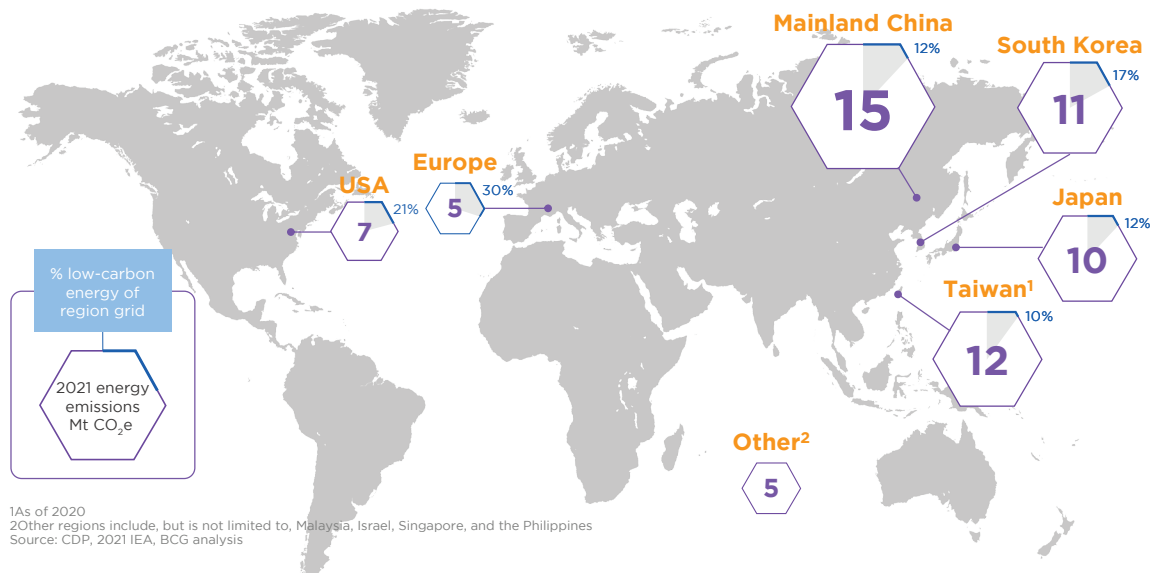 Mainland China
12%
15
South Korea
17%
11
Europe
30%
5
USA
21%
7
Japan
12%
10
Taiwan¹
10%
12
% low-carbon
energy of
region grid
2021 energy
emissions
Mt CO₂e
Other²
5
1As of 2020
2Other regions include, but is not limited to, Malaysia, Israel, Singapore, and the Philippines
Source: CDP, 2021 IEA, BCG analysis